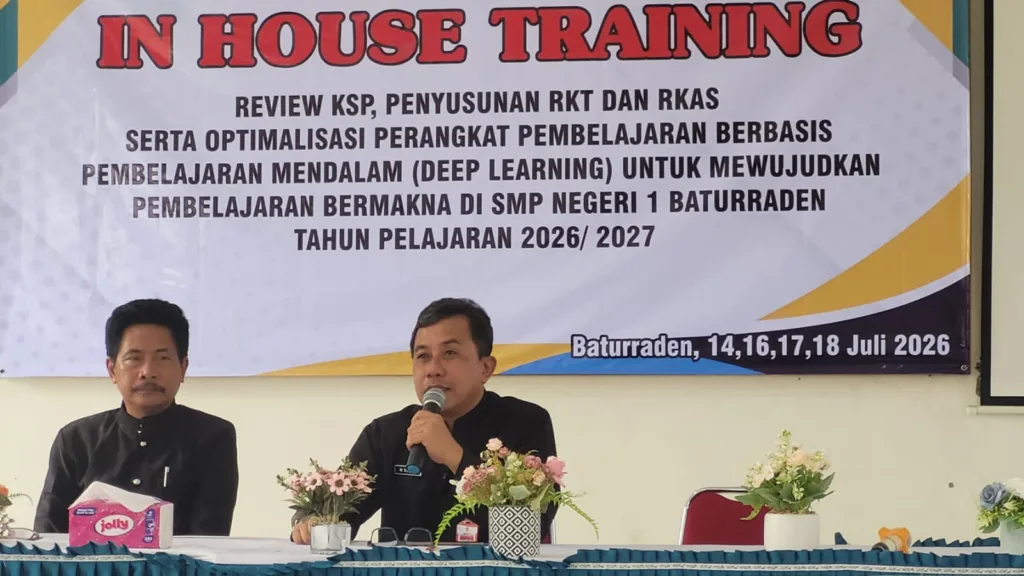 IN HOUSE TRAINING
REVIEW KSP, PENYUSUNAN RKT DAN RKAS
SERTA OPTIMALISASI PERANGKAT PEMBELAJARAN BERBASIS
PEMBELAJARAN MENDALAM (DEEP LEARNING) UNTUK MEWUJUDKAN
PEMBELAJARAN BERMAKNA DI SMP NEGERI 1 BATURRADEN
TAHUN PELAJARAN 2026/ 2027
Baturraden, 14,16,17,18 Juli 2026
jolly